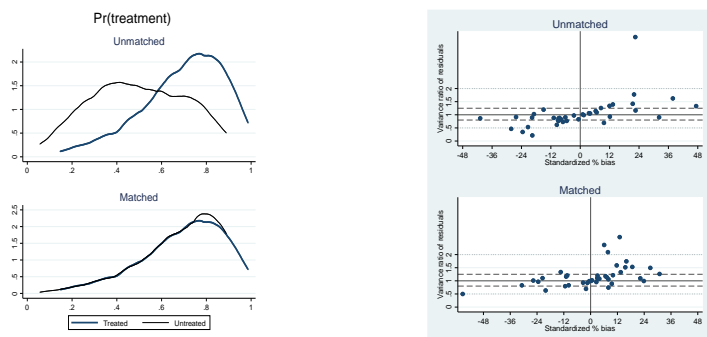 Pr(treatment)
Unmatched
0 .5 1 1.5 2
0 .2 .4 .6 .8 1
Matched
0 .5 1 1.5 2 2.5
0 .2 .4 .6 .8 1
Treated Untreated
Unmatched
Variance ratio of residuals
0 .5 1 1.5 2
-48 -36 -24 -12 0 12 24 36 48
Standardized % bias
Matched
Variance ratio of residuals
0 .5 1 1.5 2
-48 -36 -24 -12 0 12 24 36 48
Standardized % bias